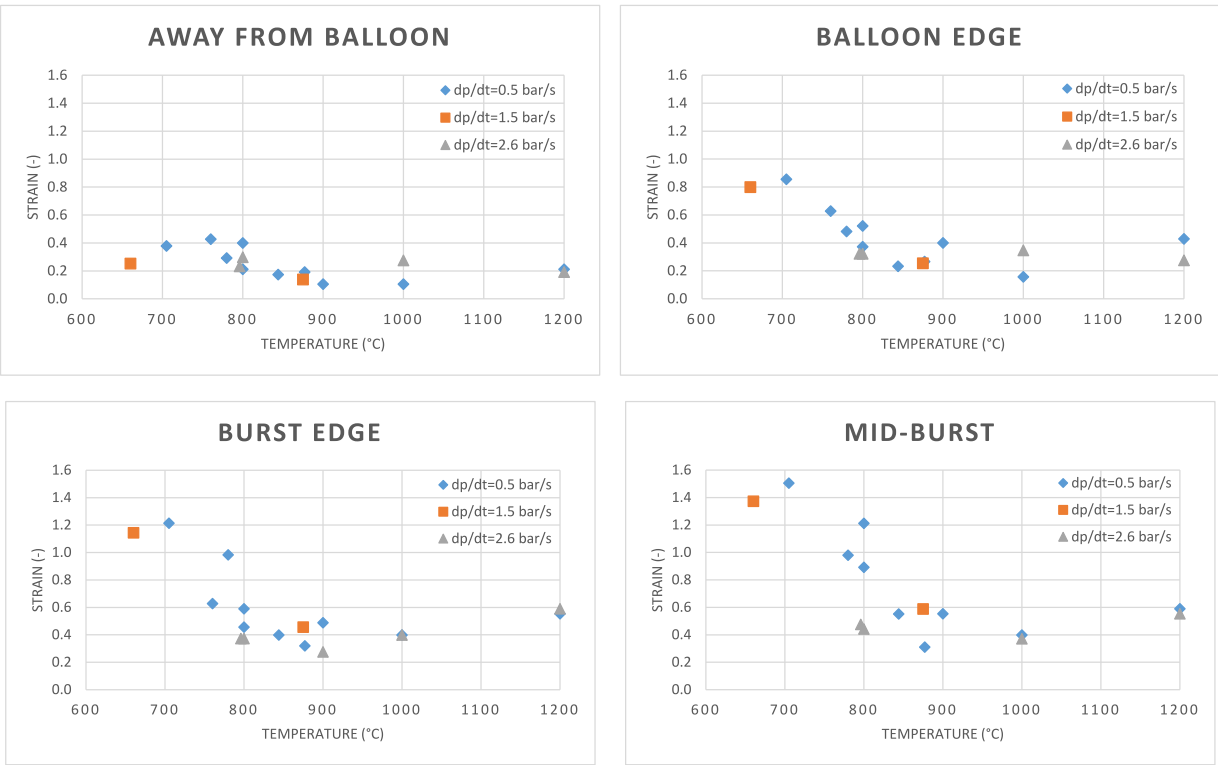 AWAY FROM BALLOON
1.6
1.4
1.2
1.0
0.8
0.6
0.4
0.2
0.0
STRAIN (-)
600 700 800 900 1000 1100 1200
TEMPERATURE (°C)
dp/dt=0.5 bar/s
dp/dt=1.5 bar/s
dp/dt=2.6 bar/s
BALLOON EDGE
1.6
1.4
1.2
1.0
0.8
0.6
0.4
0.2
0.0
STRAIN (-)
600 700 800 900 1000 1100 1200
TEMPERATURE (°C)
dp/dt=0.5 bar/s
dp/dt=1.5 bar/s
dp/dt=2.6 bar/s
BURST EDGE
1.6
1.4
1.2
1.0
0.8
0.6
0.4
0.2
0.0
STRAIN (-)
600 700 800 900 1000 1100 1200
TEMPERATURE (°C)
dp/dt=0.5 bar/s
dp/dt=1.5 bar/s
dp/dt=2.6 bar/s
MID-BURST
1.6
1.4
1.2
1.0
0.8
0.6
0.4
0.2
0.0
STRAIN (-)
600 700 800 900 1000 1100 1200
TEMPERATURE (°C)
dp/dt=0.5 bar/s
dp/dt=1.5 bar/s
dp/dt=2.6 bar/s